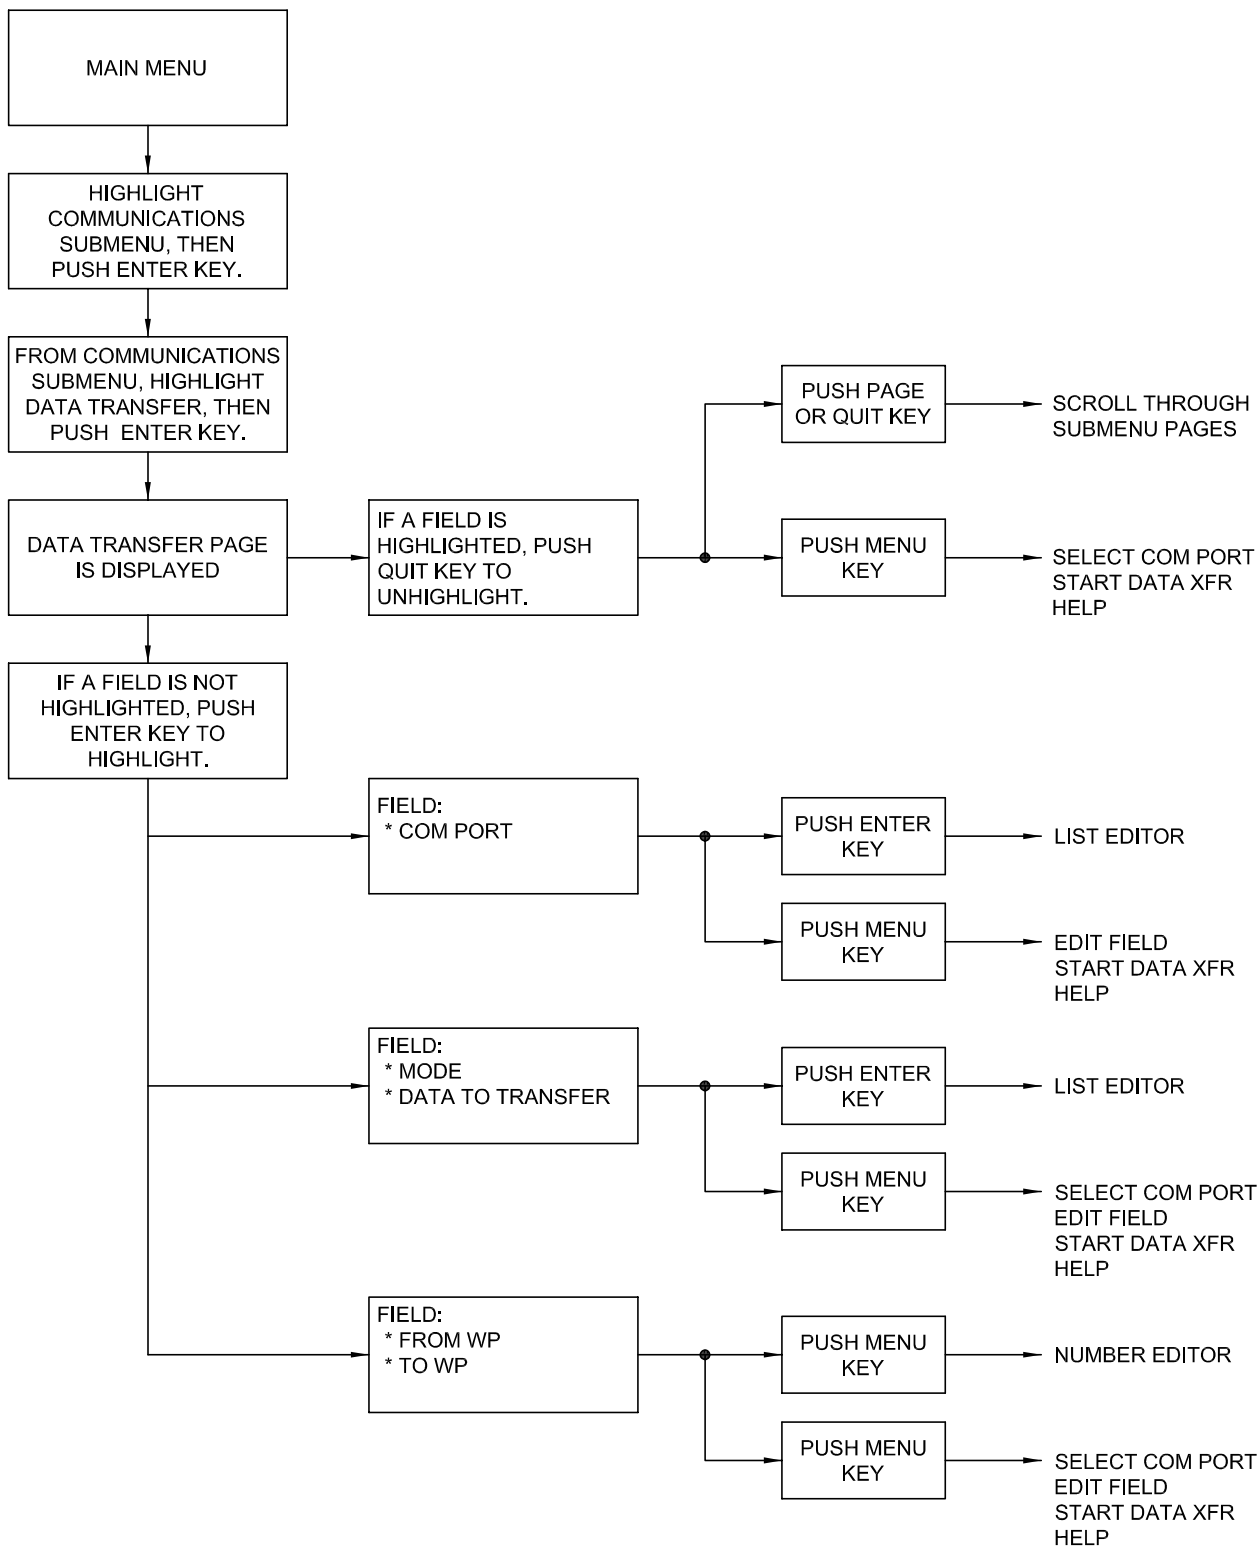 MAIN MENU
HIGHLIGHT
COMMUNICATIONS
SUBMENU, THEN
PUSH ENTER KEY.
FROM COMMUNICATIONS
SUBMENU, HIGHLIGHT
DATA TRANSFER, THEN
PUSH ENTER KEY.
PUSH PAGE
OR QUIT KEY
SCROLL THROUGH
SUBMENU PAGES
DATA TRANSFER PAGE
IS DISPLAYED
IF A FIELD IS
HIGHLIGHTED, PUSH
QUIT KEY TO
UNHIGHLIGHT.
PUSH MENU
KEY
SELECT COM PORT
START DATA XFR
HELP
IF A FIELD IS NOT
HIGHLIGHTED, PUSH
ENTER KEY TO
HIGHLIGHT.
FIELD:
* COM PORT
PUSH ENTER
KEY
LIST EDITOR
PUSH MENU
KEY
EDIT FIELD
START DATA XFR
HELP
FIELD:
* MODE
* DATA TO TRANSFER
PUSH ENTER
KEY
LIST EDITOR
PUSH MENU
KEY
SELECT COM PORT
EDIT FIELD
START DATA XFR
HELP
FIELD:
* FROM WP
* TO WP
PUSH MENU
KEY
NUMBER EDITOR
PUSH MENU
KEY
SELECT COM PORT
EDIT FIELD
START DATA XFR
HELP